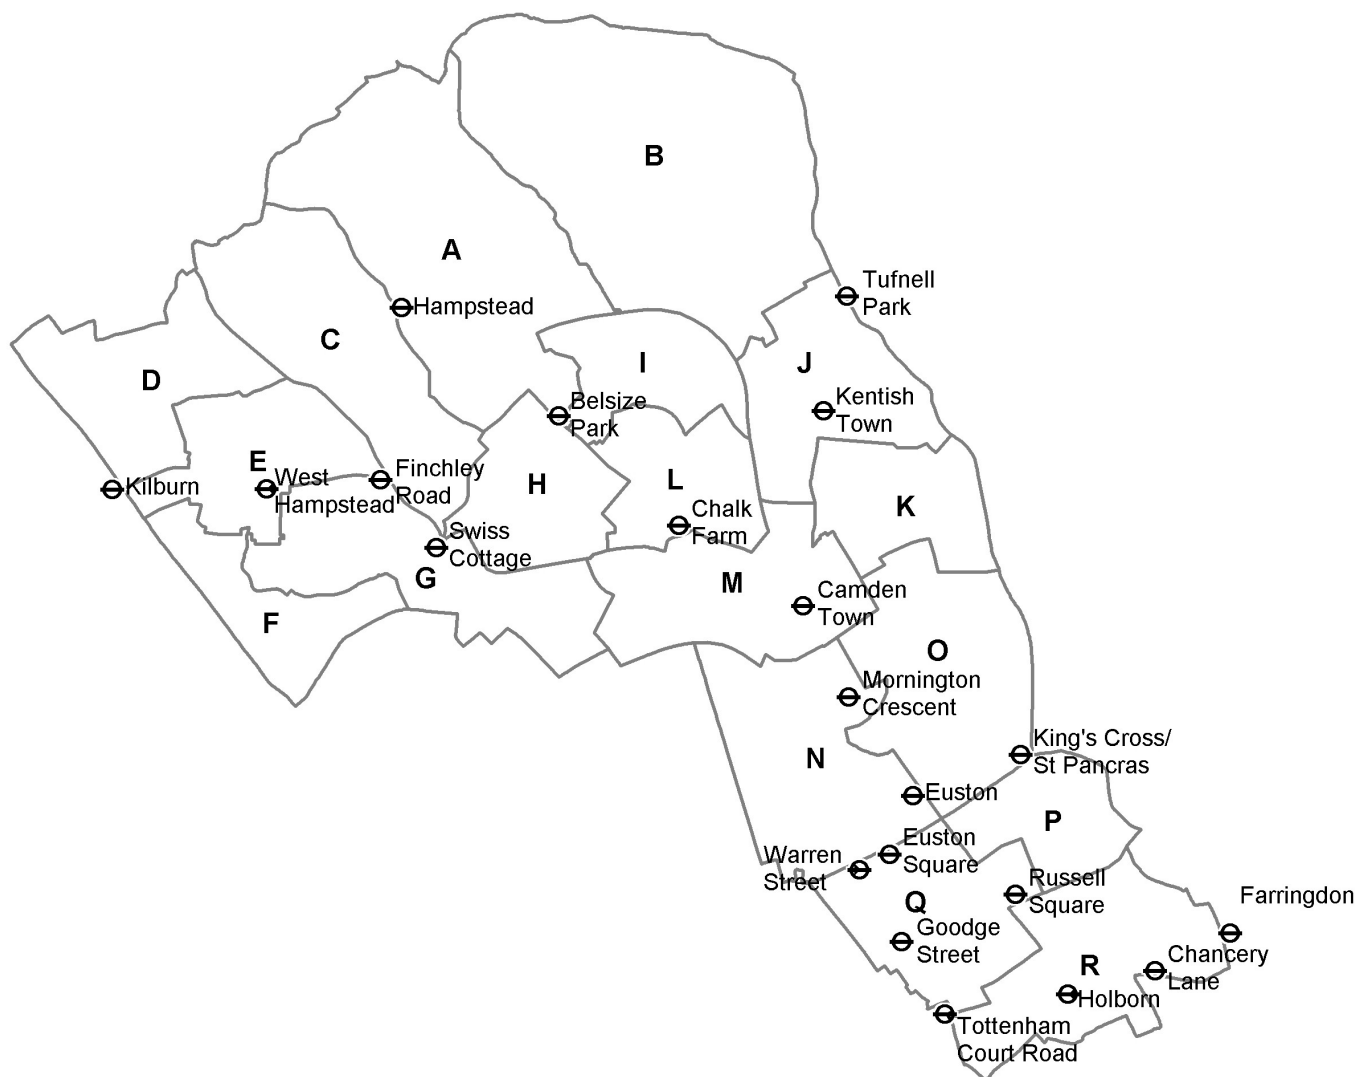 B
A
Hampstead
Tufnell
Park
C
I
J
D
Kentish
Town
Belsize
Park
E
West
Hampstead
Finchley
Road
Kilburn
H
L
Chalk
Farm
K
Swiss
Cottage
G
M
Camden
Town
F
O
Mornington
Crescent
King's Cross/
St Pancras
N
Euston
P
Euston
Square
Warren
Street
Russell
Square
Farringdon
Q
Goodge
Street
R
Chancery
Lane
Holborn
Tottenham
Court Road